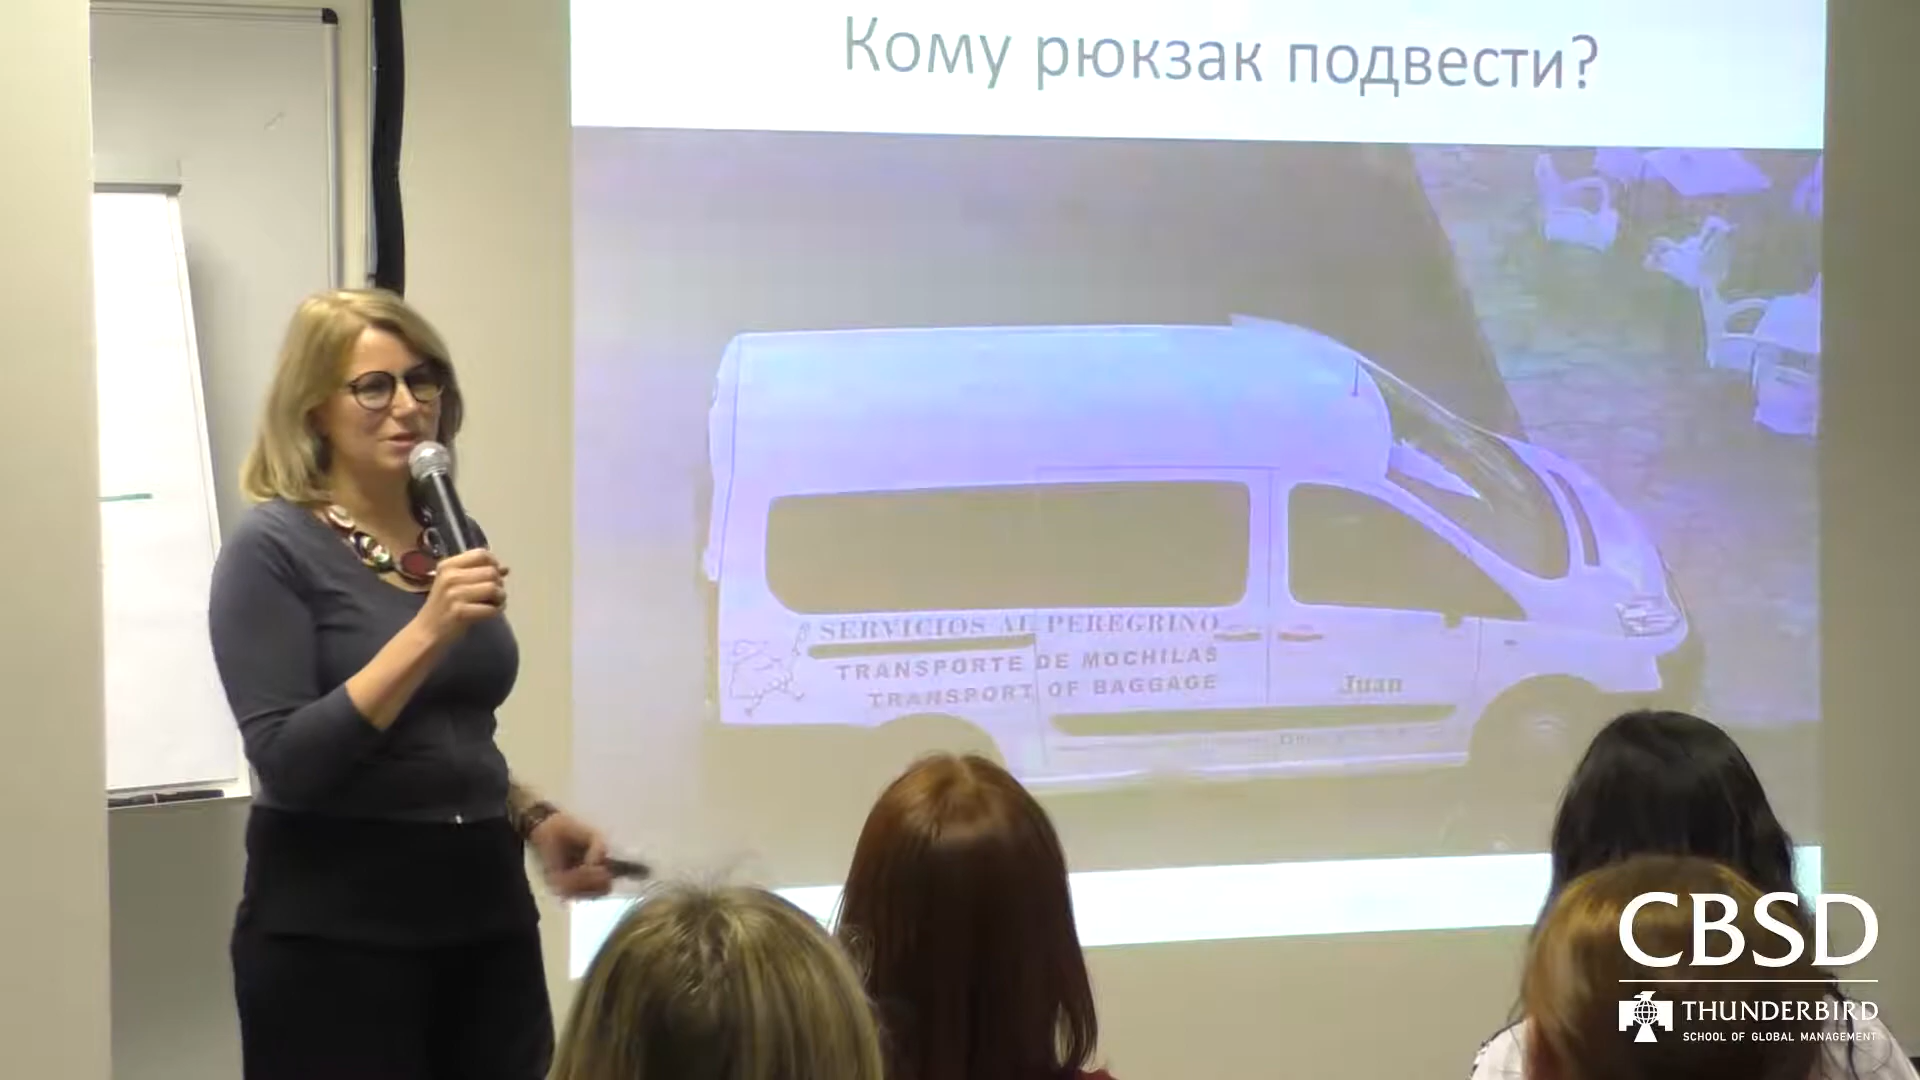 Кому рюкзак подвести?
SERVICIOS AL PEREGRINO
TRANSPORTE DE MOCHILAS
TRANSPORT OF BAGGAGE
Juan
CBSD
THUNDERBIRD
SCHOOL OF GLOBAL MANAGEMENT